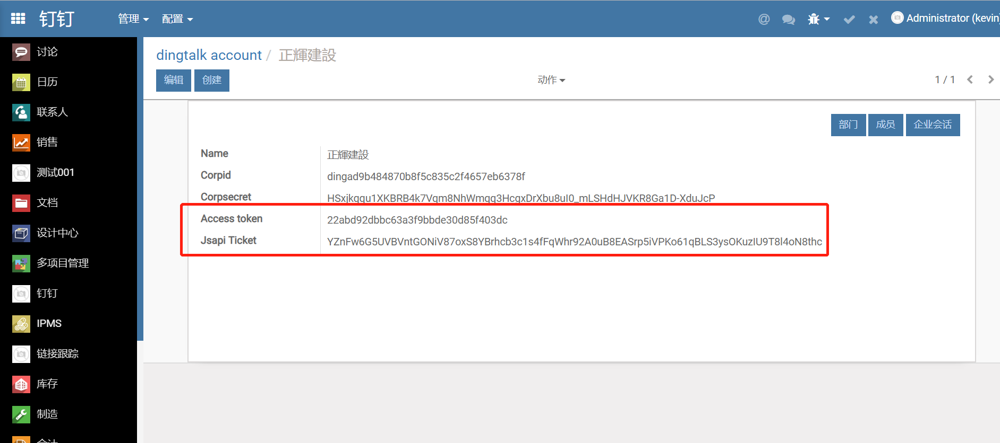 钉钉 管理 配置 @ Administrator (kevin)
讨论
日历
联系人
销售
测试001
文档
设计中心
多项目管理
钉钉
IPMS
链接跟踪
库存
制造
会计
dingtalk account / 正輝建設
编辑 创建 动作 1 / 1
部门 成员 企业会话
Name 正輝建設
Corpid dingad9b484870b8f5c835c2f4657eb6378f
Corpsecret HSxjkgqu1XKBRB4k7Vqm8NhWmqq3HcgxDrXbu8uI0_mLSHdHJVKR8Ga1D-XduJcP
Access token 22abd92dbbc63a3f9bbde30d85f403dc
Jsapi Ticket YZnFw6G5UVBVntGONiV87oxS8YBrhcb3c1s4fFqWhr92A0uB8EASrp5iVPKo61qBLS3ysOKuzIU9T8l4oN8thc